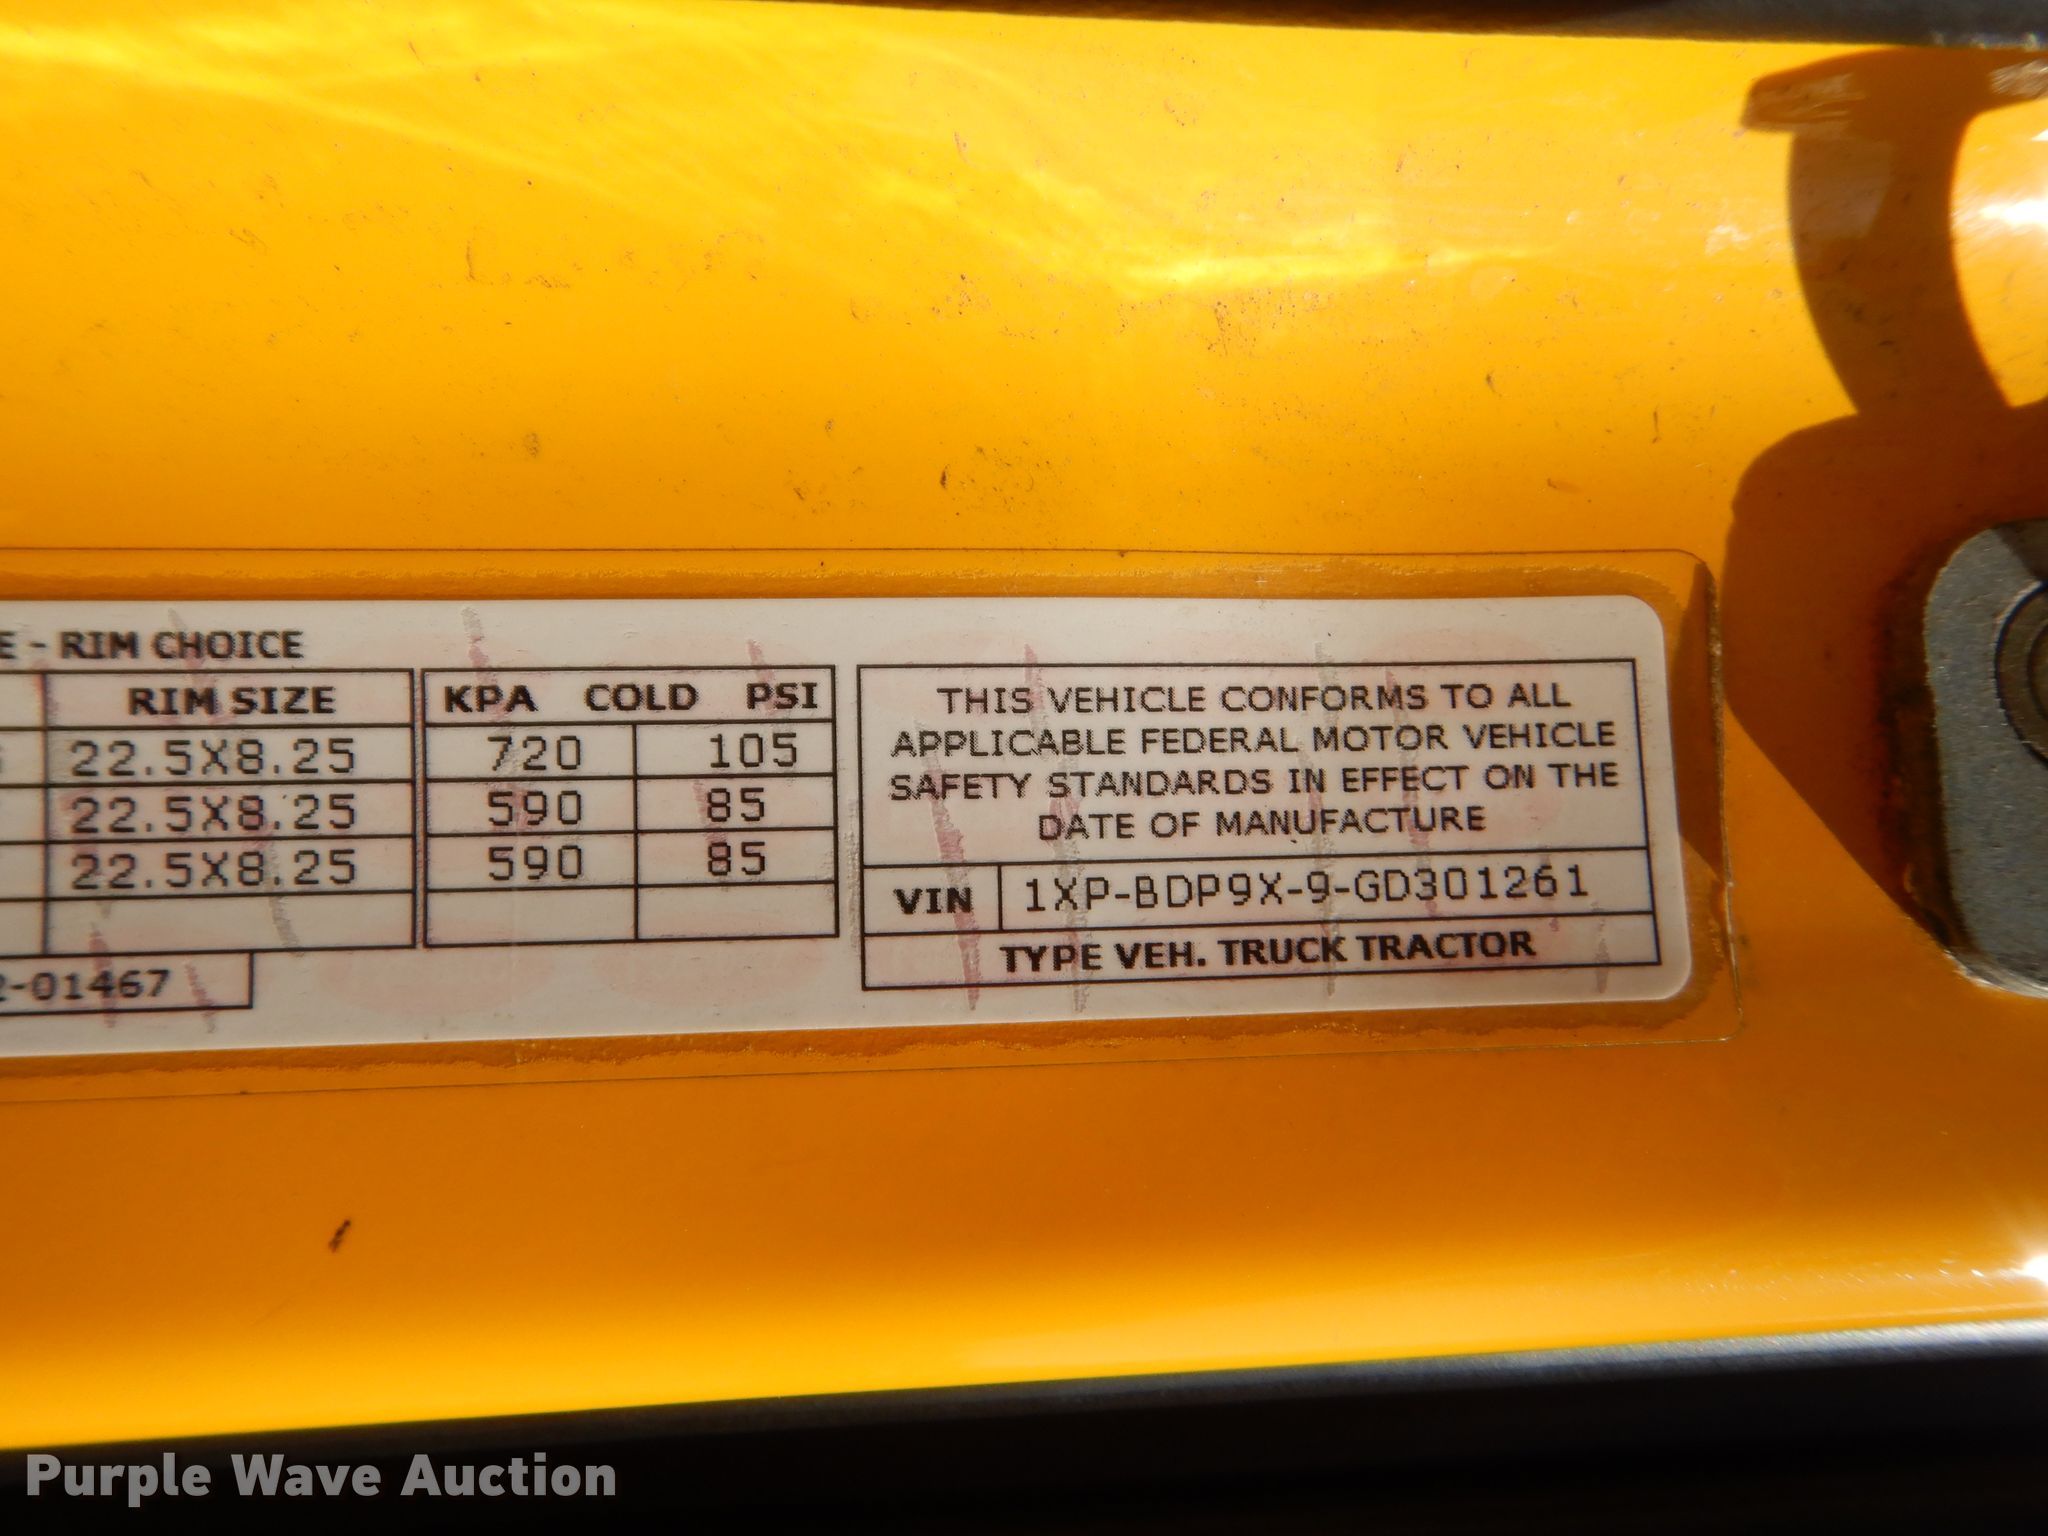 E - RIM CHOICE
RIM SIZE
22.5X8.25
22.5X8.25
22.5X8.25
2-01467
KPA COLD PSI
720 105
590 85
590 85
THIS VEHICLE CONFORMS TO ALL
APPLICABLE FEDERAL MOTOR VEHICLE
SAFETY STANDARDS IN EFFECT ON THE
DATE OF MANUFACTURE
VIN 1XP-BDP9X-9-GD301261
TYPE VEH. TRUCK TRACTOR
Purple Wave Auction